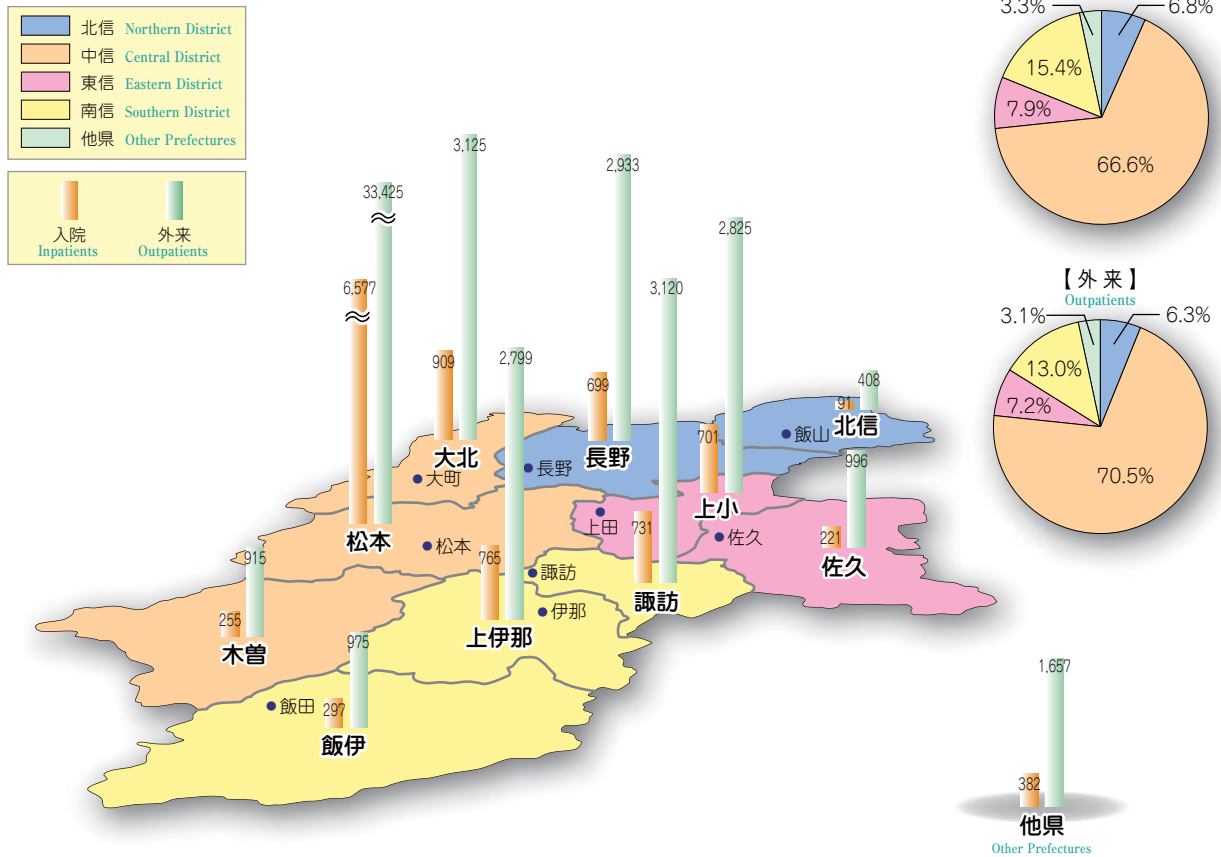 北信 Northern District
中信 Central District
東信 Eastern District
南信 Southern District
他県 Other Prefectures
入院
Inpatients
外来
Outpatients
3.3%
6.8%
15.4%
7.9%
66.6%
【外来】
Outpatients
3.1%
6.3%
13.0%
7.2%
70.5%
3,125
2,933
33,425
2,825
6,577
3,120
909
2,799
699
408
91
北信
701
飯山
大北
長野
長野
大町
996
上小
松本
松本
上田
731
佐久
221
佐久
915
765
諏訪
諏訪
伊那
255
木曽
上伊那
975
飯田
297
飯伊
1,657
382
他県
Other Prefectures